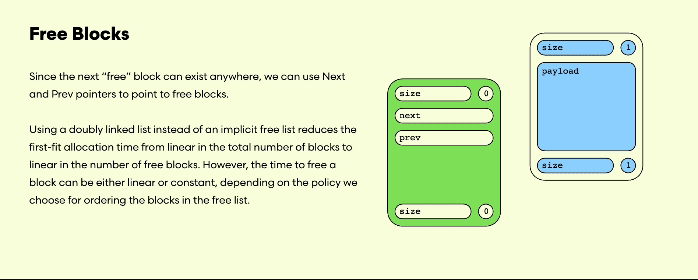 Free Blocks
Since the next “free” block can exist anywhere, we can use Next
and Prev pointers to point to free blocks.
Using a doubly linked list instead of an implicit free list reduces the
first-fit allocation time from linear in the total number of blocks to
linear in the number of free blocks. However, the time to free a
block can be either linear or constant, depending on the policy we
choose for ordering the blocks in the free list.
size 0
next
prev
size 0
size 1
payload
size 1